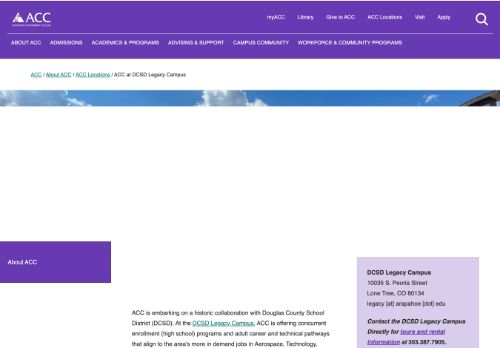 ACC
myACC Library Give to ACC ACC Locations Visit Apply
ABOUT ACC ADMISSIONS ACADEMICS & PROGRAMS ADVISING & SUPPORT CAMPUS COMMUNITY WORKFORCE & COMMUNITY PROGRAMS
ACC / About ACC / ACC Locations / ACC at DCSD Legacy Campus
About ACC
ACC is embarking on a historic collaboration with Douglas County School
District (DCSD). At the DCSD Legacy Campus, ACC is offering concurrent
enrollment (high school) programs and adult career and technical pathways
that align to the area's more in demand jobs in Aerospace, Technology,
DCSD Legacy Campus
10035 S. Peoria Street
Lone Tree, CO 80134
legacy [at] arapahoe [dot] edu
Contact the DCSD Legacy Campus
Directly for tours and rental
information at 303.387.7905.